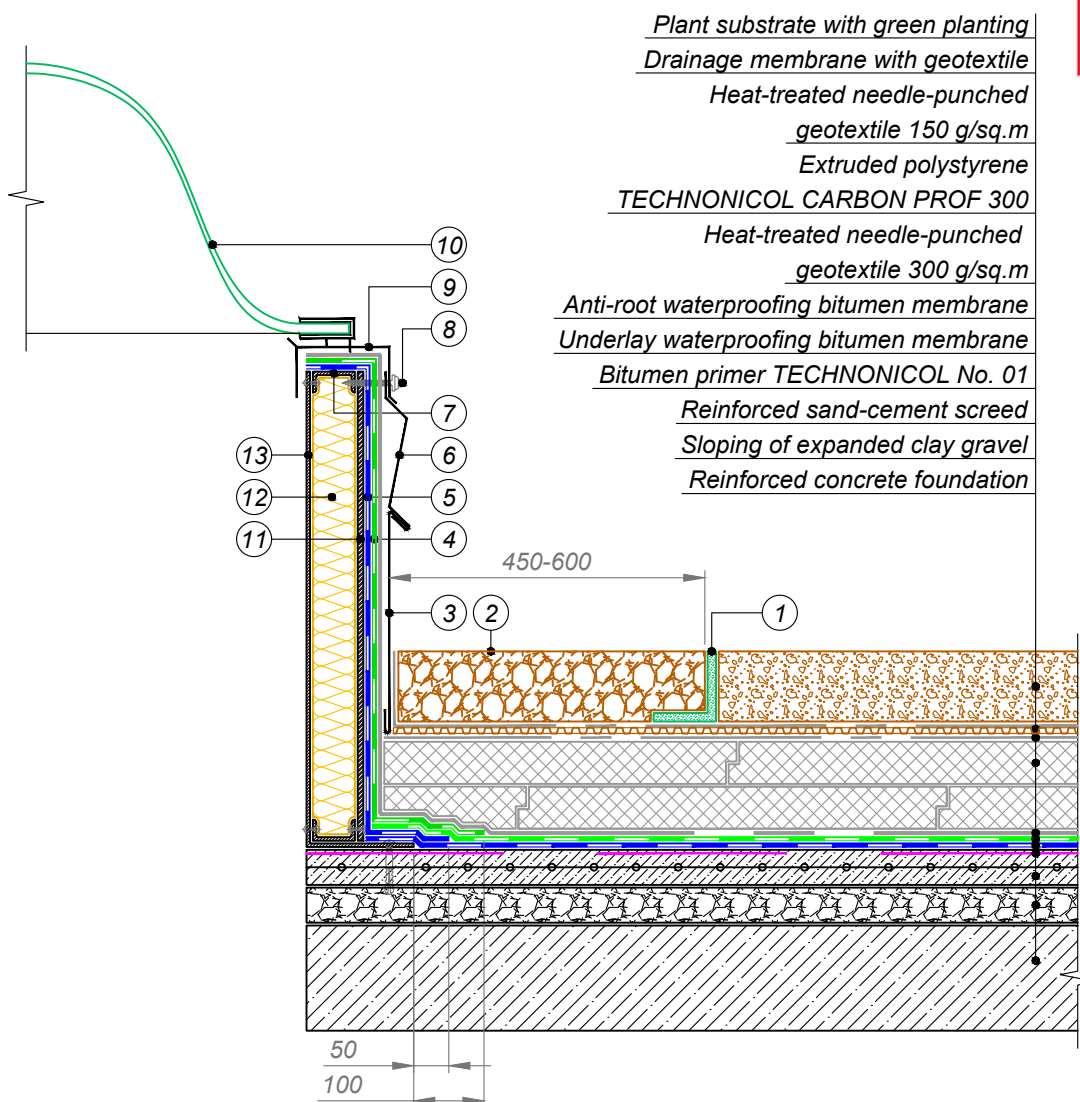 Plant substrate with green planting
Drainage membrane with geotextile
Heat-treated needle-punched
geotextile 150 g/sq.m
Extruded polystyrene
TECHNONICOL CARBON PROF 300
Heat-treated needle-punched
geotextile 300 g/sq.m
Anti-root waterproofing bitumen membrane
Underlay waterproofing bitumen membrane
Bitumen primer TECHNONICOL No. 01
Reinforced sand-cement screed
Sloping of expanded clay gravel
Reinforced concrete foundation
10
9
8
7
13
6
12
5
11
4
450-600
3
2
1
50
100